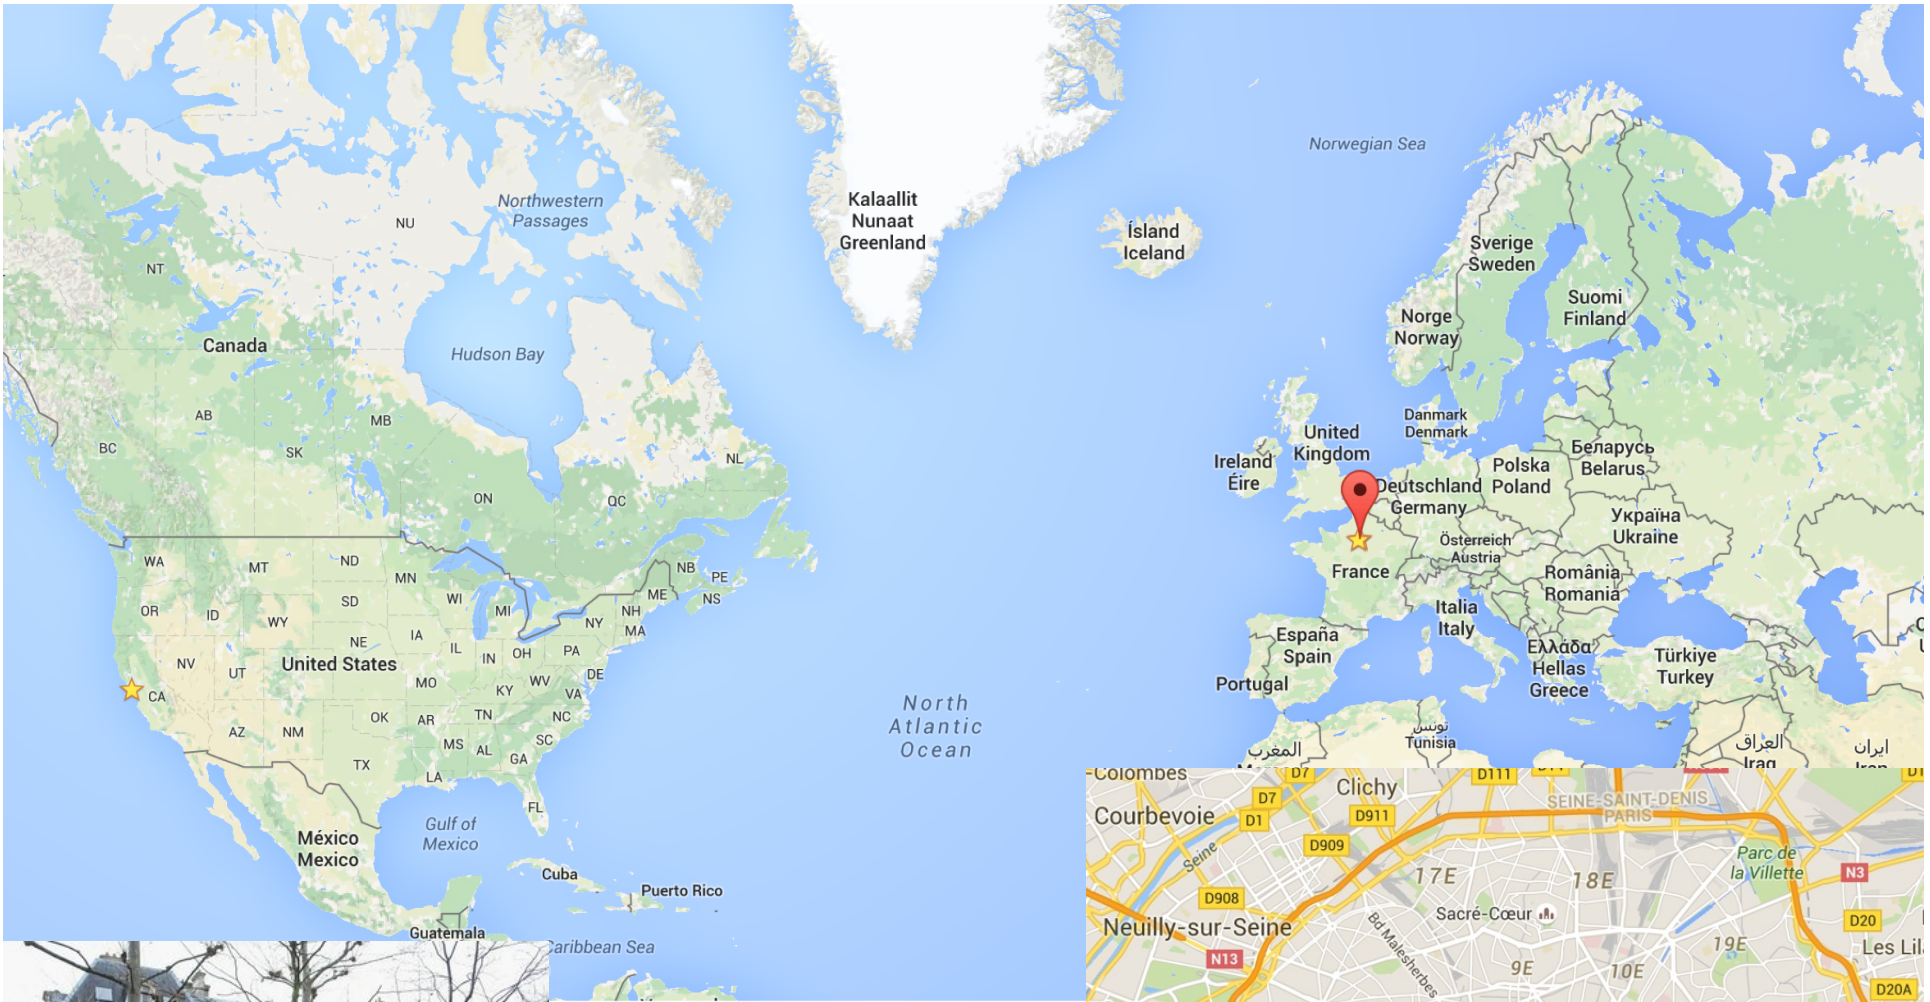 Norwegian Sea
Northwestern
Passages
NU
Kalaallit
Nunaat
Greenland
Ísland
Iceland
Sverige
Sweden
NT
Suomi
Finland
Norge
Norway
Canada
Hudson Bay
AB
MB
BC
SK
NL
ON
QC
Danmark
Denmark
United
Kingdom
Ireland
Éire
Беларусь
Belarus
Polska
Poland
Deutschland
Germany
Україна
Ukraine
Österreich
Austria
France
România
Romania
Italia
Italy
España
Spain
Portugal
Ελλάδα
Hellas
Greece
Türkiye
Turkey
تونس
Tunisia
المغرب
العراق
Iraq
ایران
Iran
WA
MT
ND
MN
NB
PE
ME
NS
OR
ID
SD
WI
MI
NH
WY
NY
MA
NE
IA
IL
IN
OH
PA
NV
UT
United States
DE
MO
KY
WV
VA
CA
AZ
NM
OK
AR
TN
NC
MS
AL
SC
GA
TX
LA
FL
North
Atlantic
Ocean
México
Mexico
Gulf of
Mexico
Cuba
Puerto Rico
Guatemala
Caribbean Sea
-Colombes
D7
Clichy
D111
D7
Courbevoie
D1
D911
SEINE-SAINT-DENIS
PARIS
Seine
D909
Parc de
la Villette
N3
17E
18E
D908
Sacré-Cœur
D20
Neuilly-sur-Seine
Bd Malesherbes
19E
Les Lil
N13
9E
10E
D20A